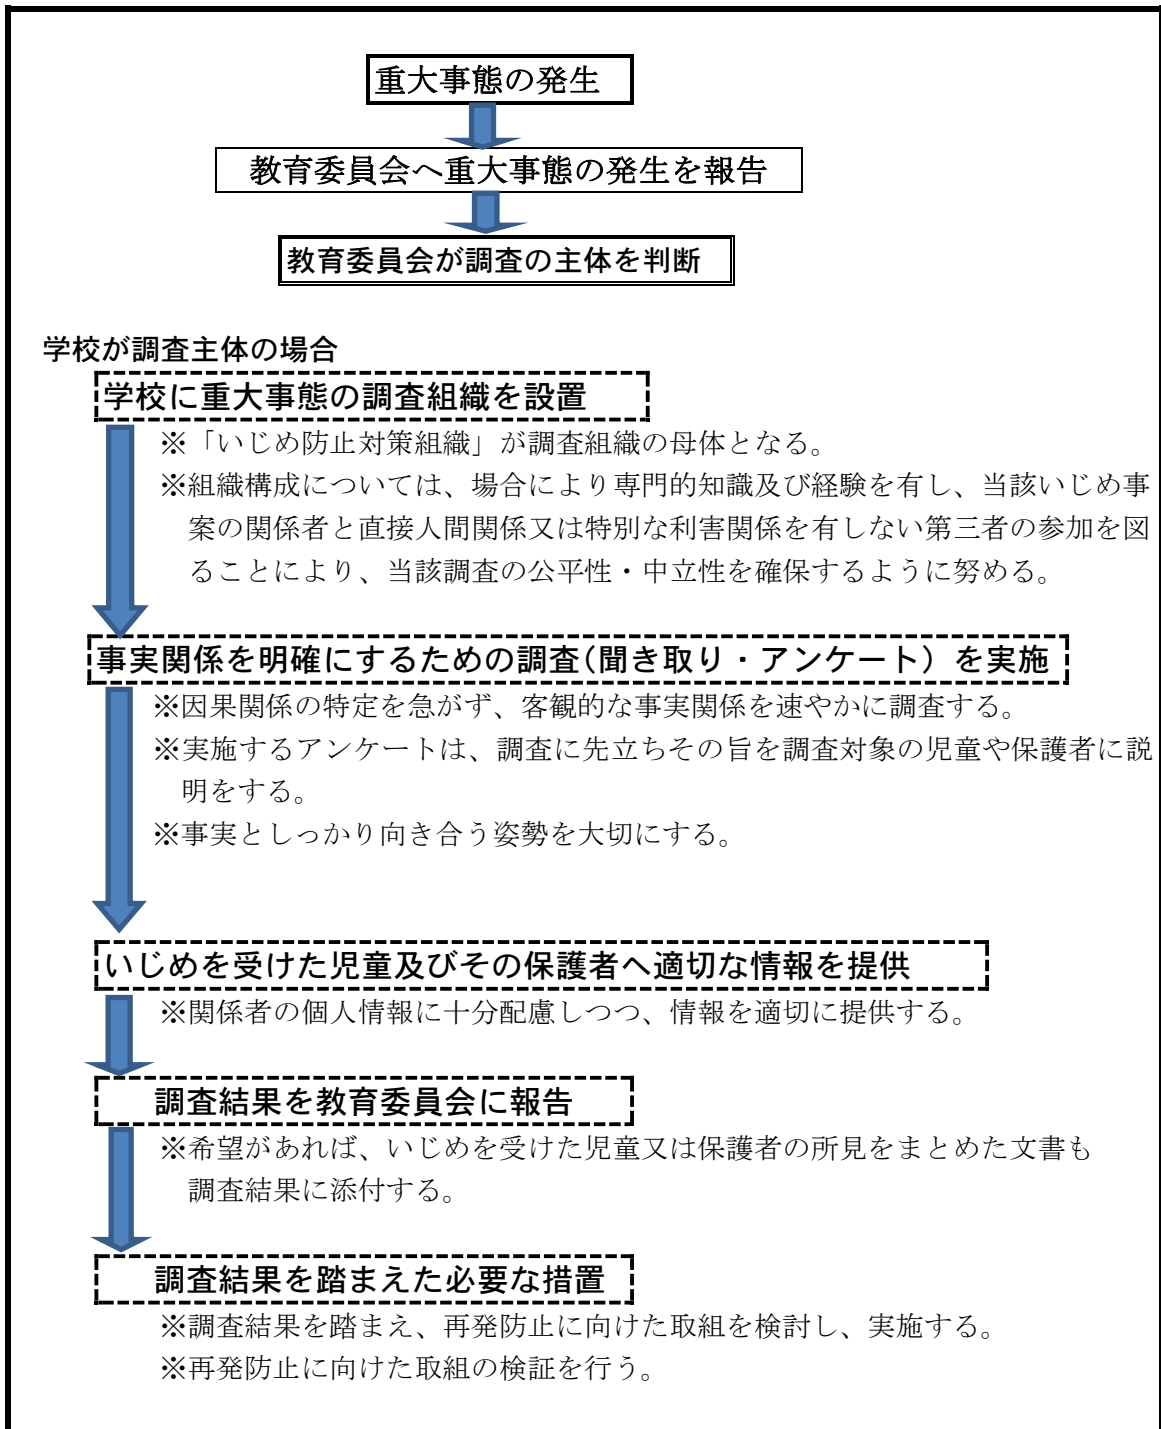 重大事態の発生
教育委員会へ重大事態の発生を報告
教育委員会が調査の主体を判断
学校が調査主体の場合
学校に重大事態の調査組織を設置
※「いじめ防止対策組織」が調査組織の母体となる。
※組織構成については、場合により専門的知識及び経験を有し、当該いじめ事
案の関係者と直接人間関係又は特別な利害関係を有しない第三者の参加を図
ることにより、当該調査の公平性・中立性を確保するように努める。
事実関係を明確にするための調査(聞き取り・アンケート)を実施
※因果関係の特定を急がず、客観的な事実関係を速やかに調査する。
※実施するアンケートは、調査に先立ちその旨を調査対象の児童や保護者に説
明をする。
※事実としっかり向き合う姿勢を大切にする。
いじめを受けた児童及びその保護者へ適切な情報を提供
※関係者の個人情報に十分配慮しつつ、情報を適切に提供する。
調査結果を教育委員会に報告
※希望があれば、いじめを受けた児童又は保護者の所見をまとめた文書も
調査結果に添付する。
調査結果を踏まえた必要な措置
※調査結果を踏まえ、再発防止に向けた取組を検討し、実施する。
※再発防止に向けた取組の検証を行う。